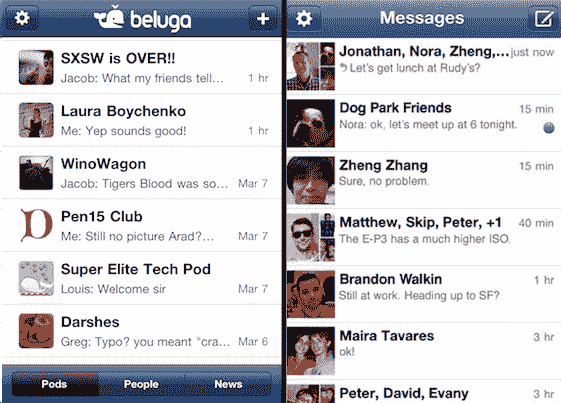 beluga
SXSW is OVER!!
Jacob: What my friends tell... 1 hr
Laura Boychenko
Me: Yep sounds good! 1 hr
WinoWagon
Jacob: Tigers Blood was so... Mar 7
Pen15 Club
Me: Still no picture Arad?... Mar 7
Super Elite Tech Pod
Louis: Welcome sir Mar 7
Darshes
Greg: Typo? you meant "cra... Mar 6
Pods People News
Messages
Jonathan, Nora, Zheng,... just now
Let's get lunch at Rudy's?
Dog Park Friends 15 min
Nora: ok, let's meet up at 6 tonight.
Zheng Zhang 15 min
Sure, no problem.
Matthew, Skip, Peter, +1 40 min
The E-P3 has a much higher ISO.
Brandon Walkin 1 hr
Still at work. Heading up to SF?
Maira Tavares 3 hr
ok!
Peter, David, Evany 3 hr